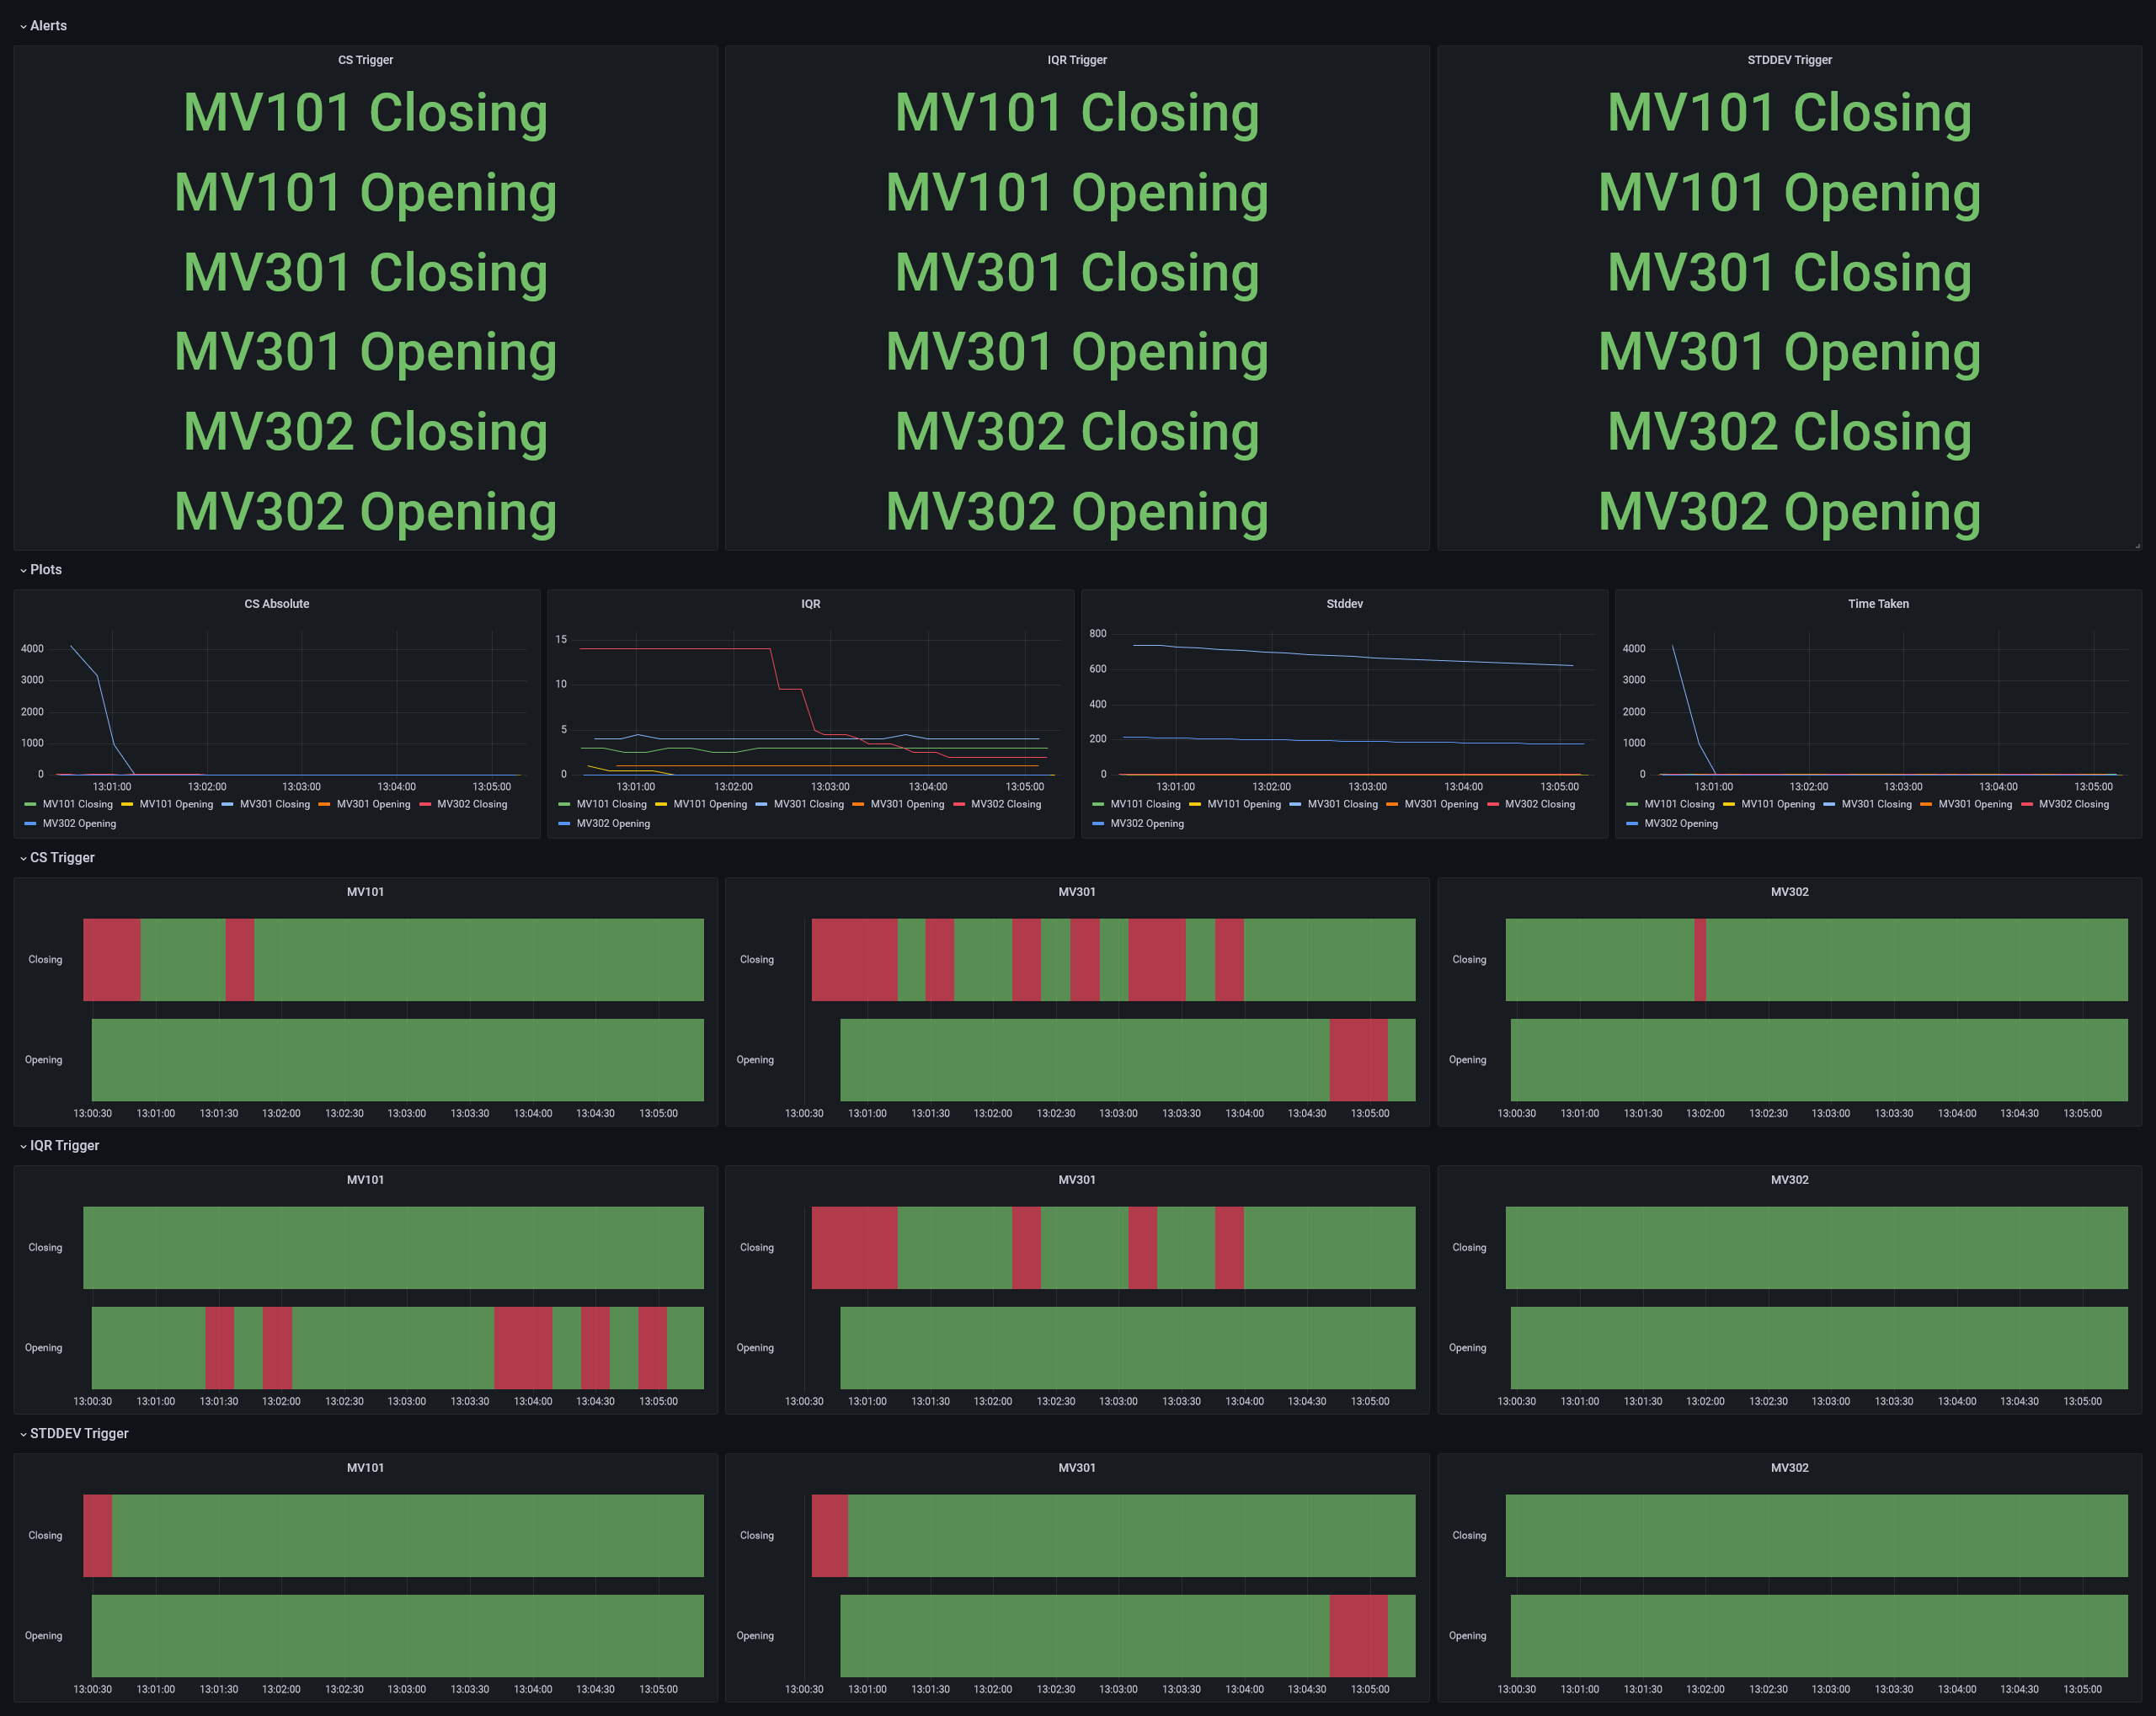 Alerts
CS Trigger
MV101 Closing
MV101 Opening
MV301 Closing
MV301 Opening
MV302 Closing
MV302 Opening
IQR Trigger
MV101 Closing
MV101 Opening
MV301 Closing
MV301 Opening
MV302 Closing
MV302 Opening
STDDEV Trigger
MV101 Closing
MV101 Opening
MV301 Closing
MV301 Opening
MV302 Closing
MV302 Opening
Plots
CS Absolute
4000
3000
2000
1000
0
13:01:00 13:02:00 13:03:00 13:04:00 13:05:00
MV101 Closing MV101 Opening MV301 Closing MV301 Opening MV302 Closing
MV302 Opening
IQR
15
10
5
0
13:01:00 13:02:00 13:03:00 13:04:00 13:05:00
MV101 Closing MV101 Opening MV301 Closing MV301 Opening MV302 Closing
MV302 Opening
Stddev
800
600
400
200
0
13:01:00 13:02:00 13:03:00 13:04:00 13:05:00
MV101 Closing MV101 Opening MV301 Closing MV301 Opening MV302 Closing
MV302 Opening
Time Taken
4000
3000
2000
1000
0
13:01:00 13:02:00 13:03:00 13:04:00 13:05:00
MV101 Closing MV101 Opening MV301 Closing MV301 Opening MV302 Closing
MV302 Opening
CS Trigger
MV101
Closing
Opening
13:00:30 13:01:00 13:01:30 13:02:00 13:02:30 13:03:00 13:03:30 13:04:00 13:04:30 13:05:00
MV301
Closing
Opening
13:00:30 13:01:00 13:01:30 13:02:00 13:02:30 13:03:00 13:03:30 13:04:00 13:04:30 13:05:00
MV302
Closing
Opening
13:00:30 13:01:00 13:01:30 13:02:00 13:02:30 13:03:00 13:03:30 13:04:00 13:04:30 13:05:00
IQR Trigger
MV101
Closing
Opening
13:00:30 13:01:00 13:01:30 13:02:00 13:02:30 13:03:00 13:03:30 13:04:00 13:04:30 13:05:00
MV301
Closing
Opening
13:00:30 13:01:00 13:01:30 13:02:00 13:02:30 13:03:00 13:03:30 13:04:00 13:04:30 13:05:00
MV302
Closing
Opening
13:00:30 13:01:00 13:01:30 13:02:00 13:02:30 13:03:00 13:03:30 13:04:00 13:04:30 13:05:00
STDDEV Trigger
MV101
Closing
Opening
13:00:30 13:01:00 13:01:30 13:02:00 13:02:30 13:03:00 13:03:30 13:04:00 13:04:30 13:05:00
MV301
Closing
Opening
13:00:30 13:01:00 13:01:30 13:02:00 13:02:30 13:03:00 13:03:30 13:04:00 13:04:30 13:05:00
MV302
Closing
Opening
13:00:30 13:01:00 13:01:30 13:02:00 13:02:30 13:03:00 13:03:30 13:04:00 13:04:30 13:05:00